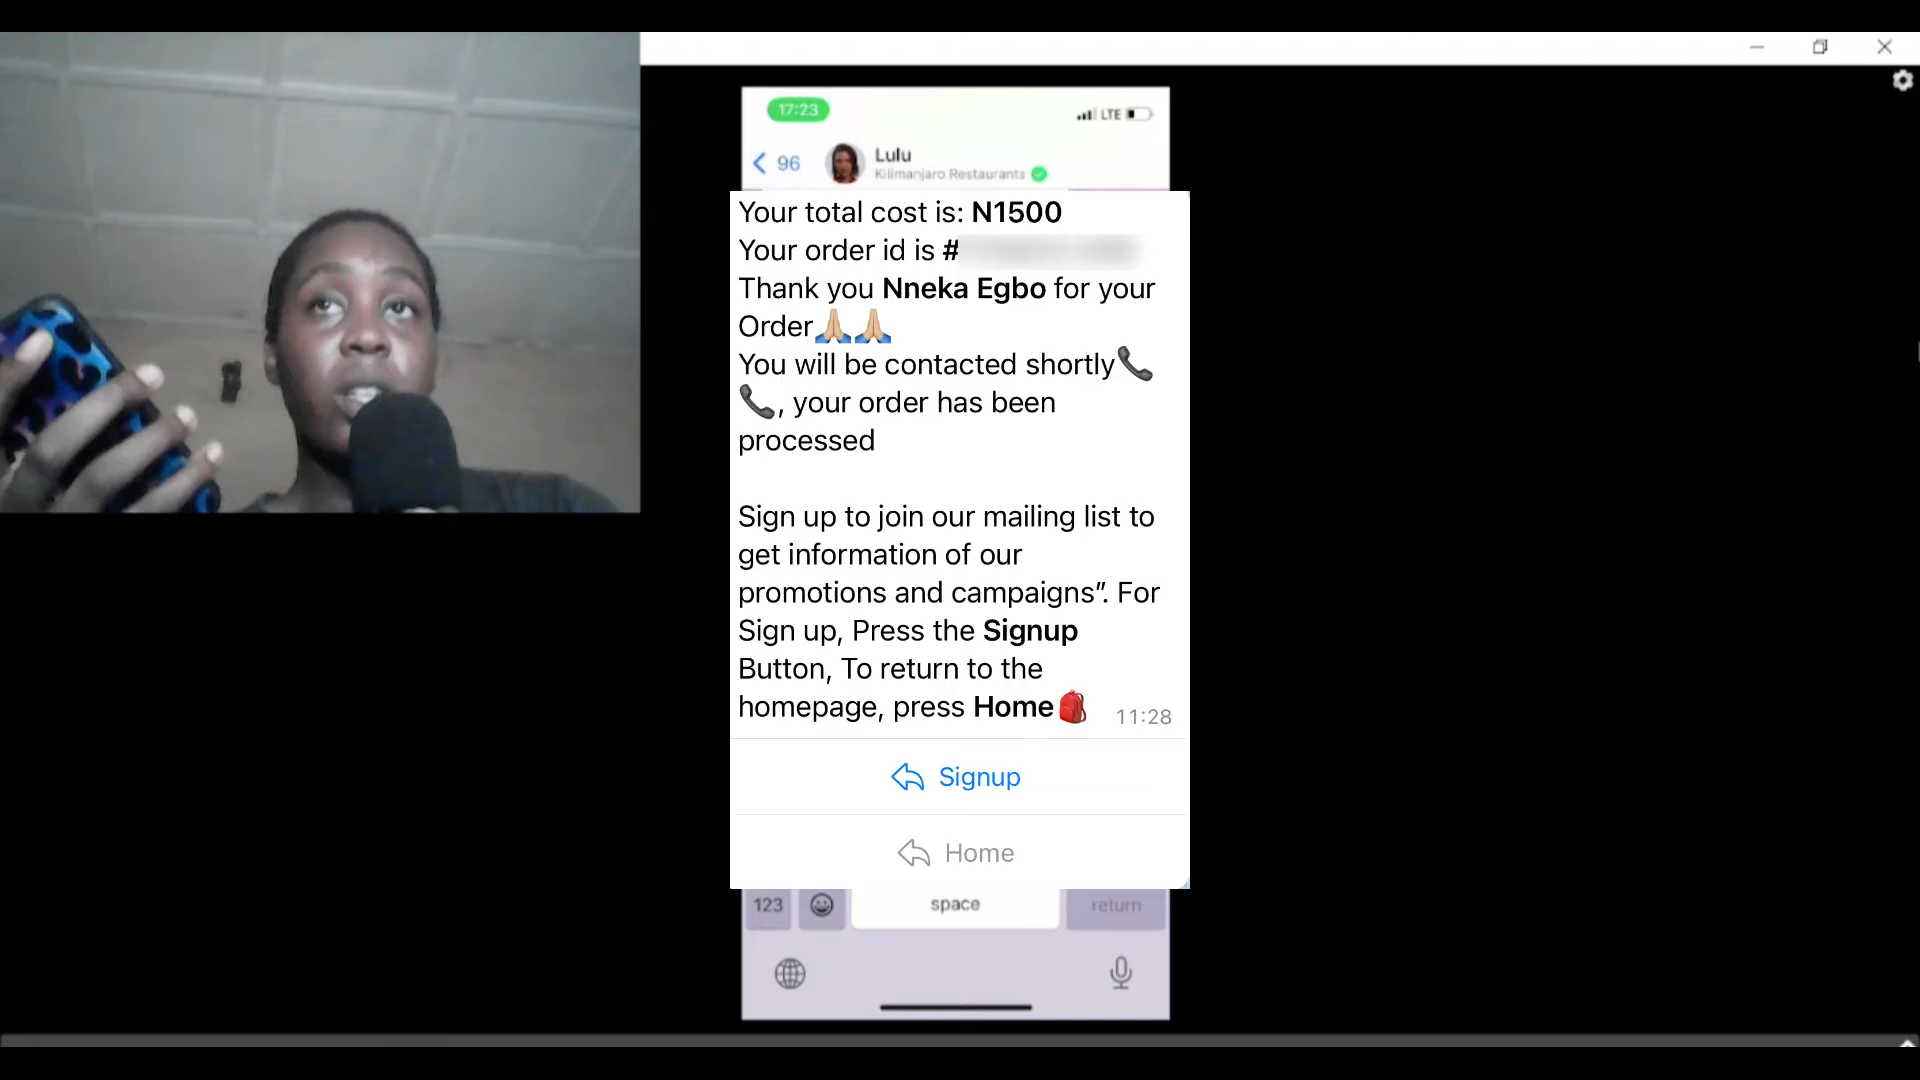 17:23
LTE
96
Lulu
Kilimanjaro Restaurants
Your total cost is: N1500
Your order id is #
Thank you Nneka Egbo for your
Order🙏🏼🙏🏼
You will be contacted shortly📞
📞, your order has been
processed
Sign up to join our mailing list to
get information of our
promotions and campaigns”. For
Sign up, Press the Signup
Button, To return to the
homepage, press Home🎒
11:28
Signup
Home
123
space
return